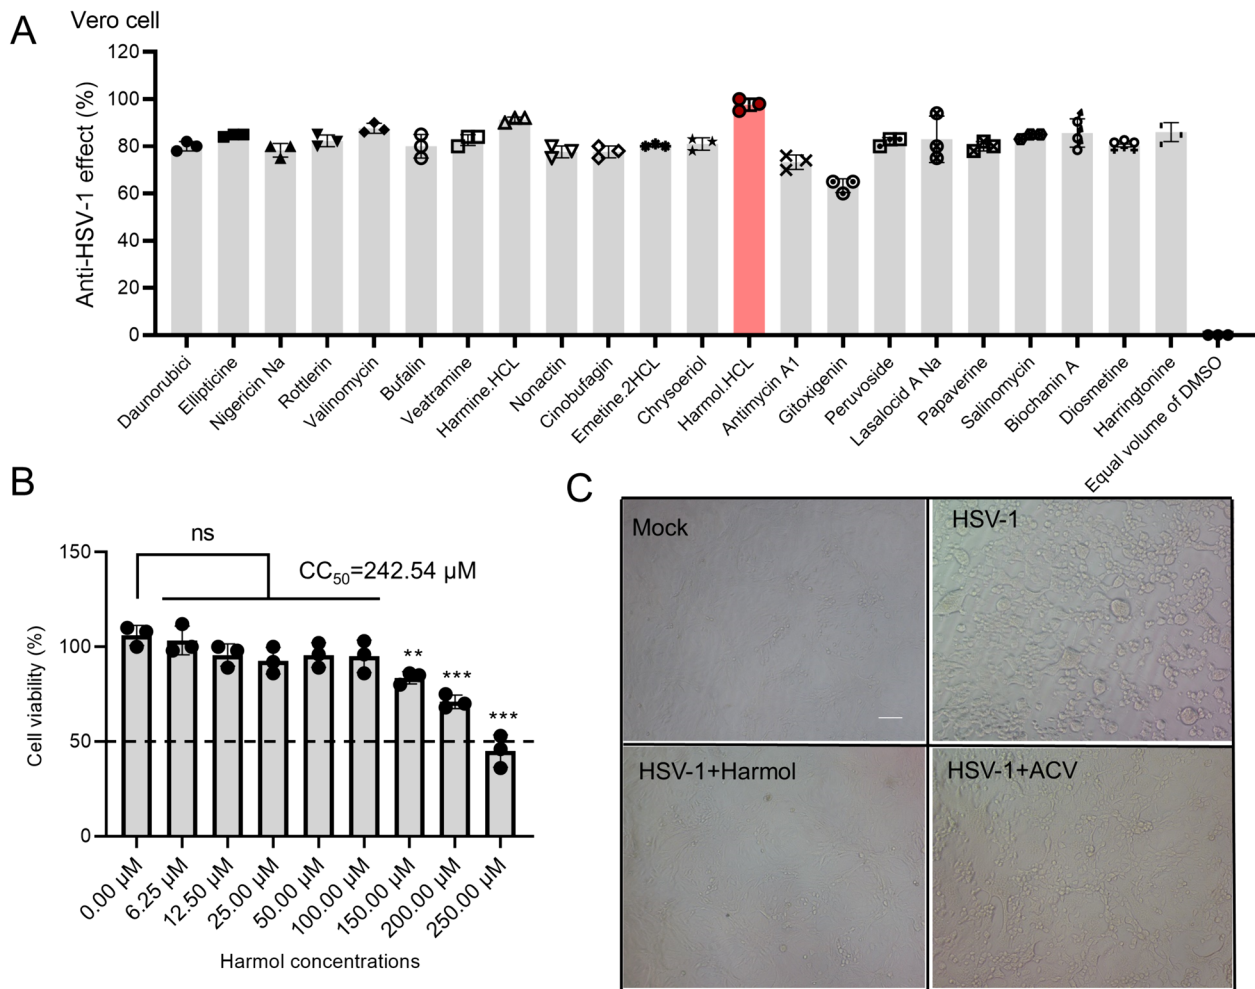 A
Vero cell
Anti-HSV-1 effect (%)
120
100
80
60
40
20
0
Daunorubici
Ellipticine
Nigericin Na
Rottlerin
Valinomycin
Bufalin
Veatramine
Harmine.HCL
Nonactin
Cinobufagin
Emetine.2HCL
Chrysoeriol
Harmol.HCL
Antimycin A1
Gitoxigenin
Peruvoside
Lasalocid A Na
Papaverine
Salinomycin
Biochanin A
Diosmetine
Harringtonine
Equal volume of DMSO
B
ns
CC50=242.54 µM
Cell viability (%)
150
100
50
0
**
***
***
0.00 µM
6.25 µM
12.50 µM
25.00 µM
50.00 µM
100.00 µM
150.00 µM
200.00 µM
250.00 µM
Harmol concentrations
C
Mock
HSV-1
HSV-1+Harmol
HSV-1+ACV